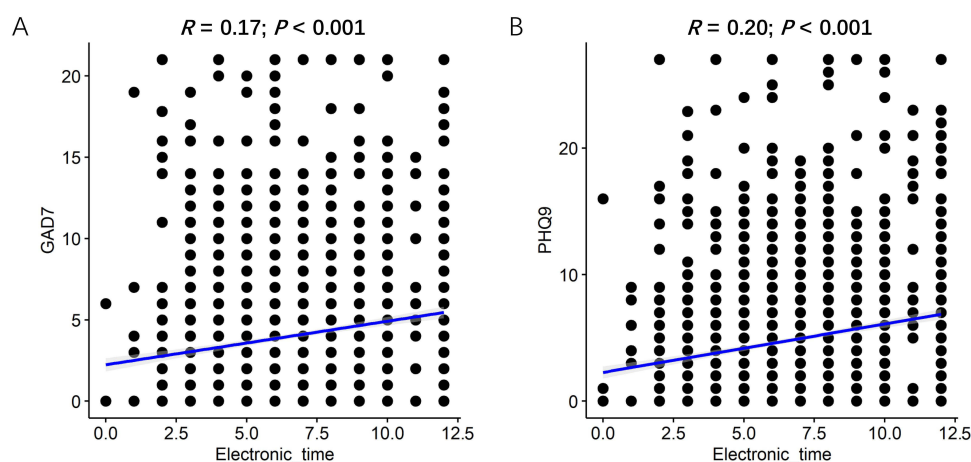 A
R = 0.17; P < 0.001
20
15
10
5
0
GAD7
0.0 2.5 5.0 7.5 10.0 12.5
Electronic time
B
R = 0.20; P < 0.001
20
10
0
PHQ9
0.0 2.5 5.0 7.5 10.0 12.5
Electronic time